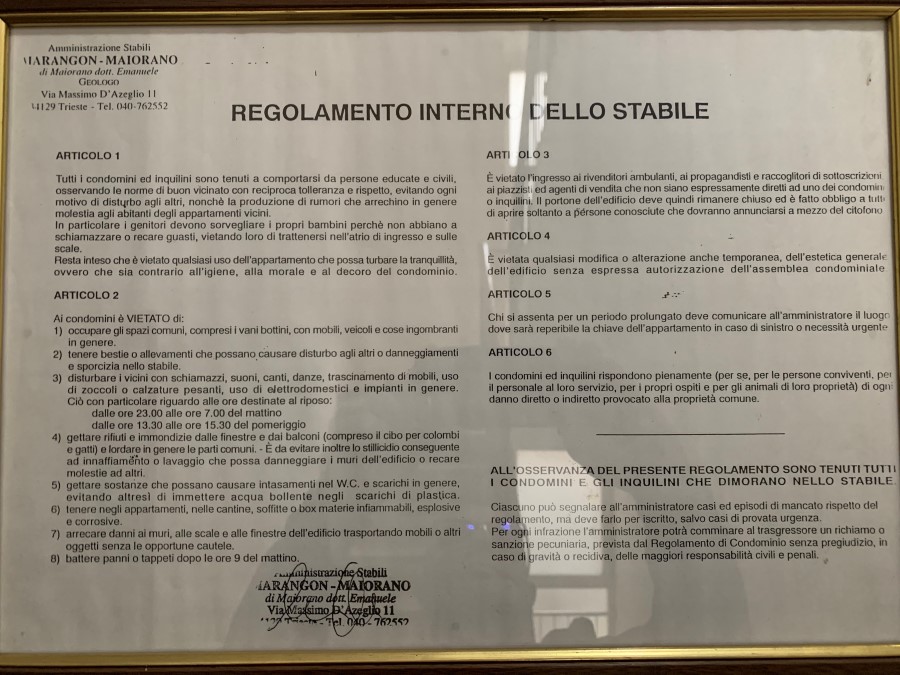 Amministrazione Stabili
MARANGON - MAIORANO
di Maiorano dott. Emanuele
GEOLOGO
Via Massimo D'Azeglio 11
34129 Trieste - Tel. 040-762552
REGOLAMENTO INTERNO DELLO STABILE
ARTICOLO 1
Tutti i condomini ed inquilini sono tenuti a comportarsi da persone educate e civili,
osservando le norme di buon vicinato con reciproca tolleranza e rispetto, evitando ogni
motivo di disturbo agli altri, nonchè la produzione di rumori che arrechino in genere
molestia agli abitanti degli appartamenti vicini.
In particolare i genitori devono sorvegliare i propri bambini perchè non abbiano a
schiamazzare o recare guasti, vietando loro di trattenersi nell'atrio di ingresso e sulle
scale.
Resta inteso che è vietato qualsiasi uso dell'appartamento che possa turbare la tranquillità,
ovvero che sia contrario all'igiene, alla morale e al decoro del condominio.
ARTICOLO 2
Ai condomini è VIETATO di:
1) occupare gli spazi comuni, compresi i vani bottini, con mobili, veicoli e cose ingombranti
in genere.
2) tenere bestie o allevamenti che possano causare disturbo agli altri o danneggiamenti
e sporcizia nello stabile.
3) disturbare i vicini con schiamazzi, suoni, canti, danze, trascinamento di mobili, uso
di zoccoli o calzature pesanti, uso di elettrodomestici e impianti in genere.
Ciò con particolare riguardo alle ore destinate al riposo:
dalle ore 23,00 alle ore 7.00 del mattino
dalle ore 13.30 alle ore 15.30 del pomeriggio
4) gettare rifiuti e immondizie dalle finestre e dai balconi (compreso il cibo per colombi
e gatti) e lordare in genere le parti comuni. - È da evitare inoltre lo stillicidio conseguente
ad innaffiamento o lavaggio che possa danneggiare i muri dell'edificio o recare
molestie ad altri.
5) gettare sostanze che possano causare intasamenti nel W.C. e scarichi in genere,
evitando altresì di immettere acqua bollente negli scarichi di plastica.
6) tenere negli appartamenti, nelle cantine, soffitte o box materie infiammabili, esplosive
e corrosive.
7) arrecare danni ai muri, alle scale e alle finestre dell'edificio trasportando mobili o altri
oggetti senza le opportune cautele.
8) battere panni o tappeti dopo le ore 9 del mattino.
Amministrazione Stabili
MARANGON - MAIORANO
di Maiorano dott. Emanuele
Via Massimo D'Azeglio 11
Trieste - Tel. 040 - 762552
ARTICOLO 3
È vietato l'ingresso ai rivenditori ambulanti, ai propagandisti e raccoglitori di sottoscrizioni
ai piazzisti ed agenti di vendita che non siano espressamente diretti ad uno dei condomini
o inquilini. Il portone dell'edificio deve quindi rimanere chiuso ed è fatto obbligo a tutti
di aprire soltanto a persone conosciute che dovranno annunciarsi a mezzo del citofono
ARTICOLO 4
È vietata qualsiasi modifica o alterazione anche temporanea, dell'estetica generale
dell'edificio senza espressa autorizzazione dell'assemblea condominiale
ARTICOLO 5
Chi si assenta per un periodo prolungato deve comunicare all'amministratore il luogo
dove sarà reperibile la chiave dell'appartamento in caso di sinistro o necessità urgente
ARTICOLO 6
I condomini ed inquilini rispondono pienamente (per se, per le persone conviventi, per
il personale al loro servizio, per i propri ospiti e per gli animali di loro proprietà) di ogni
danno diretto o indiretto provocato alla proprietà comune.
ALL'OSSERVANZA DEL PRESENTE REGOLAMENTO SONO TENUTI TUTTI
I CONDOMINI E GLI INQUILINI CHE DIMORANO NELLO STABILE
Ciascuno può segnalare all'amministratore casi ed episodi di mancato rispetto del
regolamento, ma deve farlo per iscritto, salvo casi di provata urgenza.
Per ogni infrazione l'amministratore potrà comminare al trasgressore un richiamo o
sanzione pecuniaria, prevista dal Regolamento di Condominio senza pregiudizio, in
caso di gravità o recidiva, delle maggiori responsabilità civili e penali.